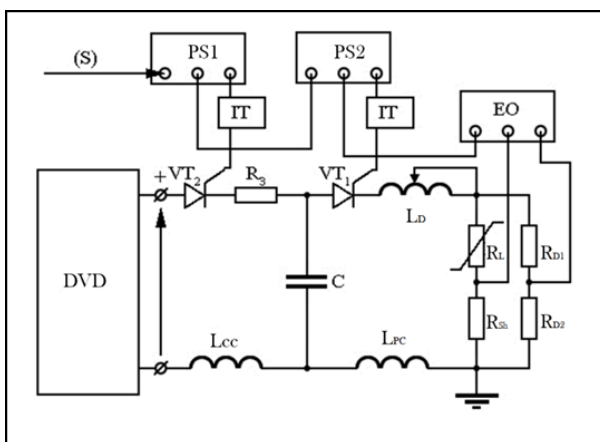 (S)
PS1
PS2
IT
IT
EO
+ VT2
R3
VT1
LD
DVD
C
RL
RD1
RSh
RD2
LCC
LPC